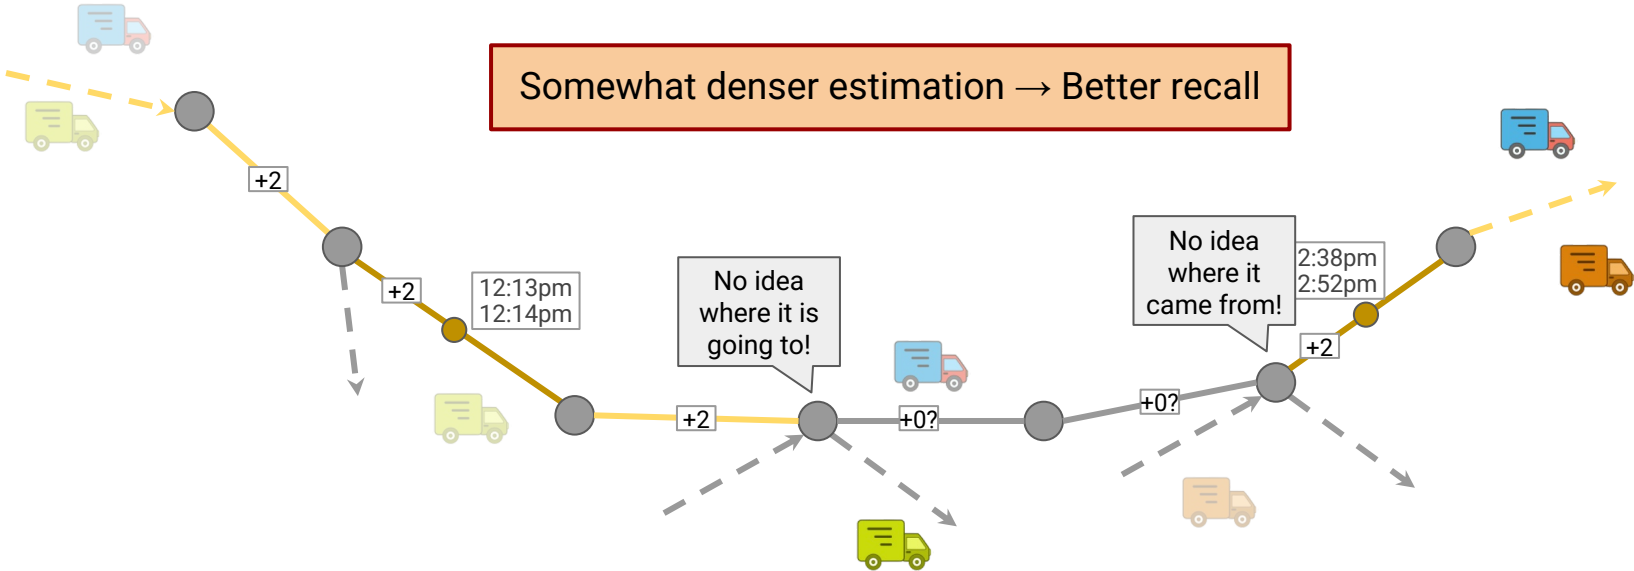 Somewhat denser estimation → Better recall
+2
+2
12:13pm
12:14pm
No idea
where it is
going to!
+2
+0?
+0?
No idea
where it
came from!
2:38pm
2:52pm
+2